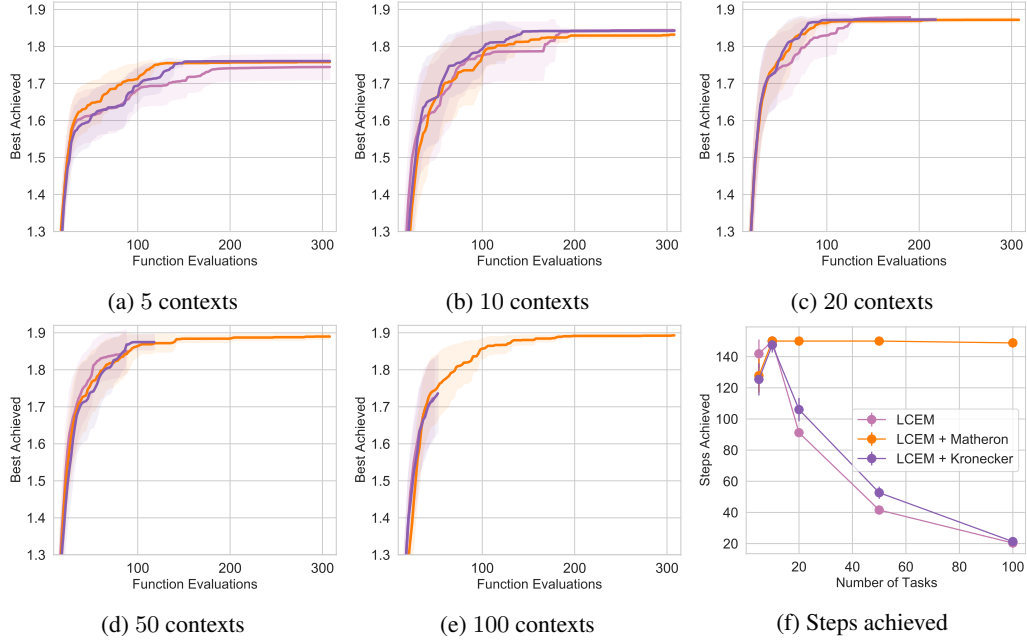 1.9
1.8
1.7
1.6
1.5
1.4
1.3
Best Achieved
100
200
300
Function Evaluations
(a) 5 contexts
1.9
1.8
1.7
1.6
1.5
1.4
1.3
Best Achieved
100
200
300
Function Evaluations
(b) 10 contexts
1.9
1.8
1.7
1.6
1.5
1.4
1.3
Best Achieved
100
200
300
Function Evaluations
(c) 20 contexts
1.9
1.8
1.7
1.6
1.5
1.4
1.3
Best Achieved
100
200
300
Function Evaluations
(d) 50 contexts
1.9
1.8
1.7
1.6
1.5
1.4
1.3
Best Achieved
100
200
300
Function Evaluations
(e) 100 contexts
140
120
100
80
60
40
20
Steps Achieved
LCEM
LCEM + Matheron
LCEM + Kronecker
20
40
60
80
100
Number of Tasks
(f) Steps achieved